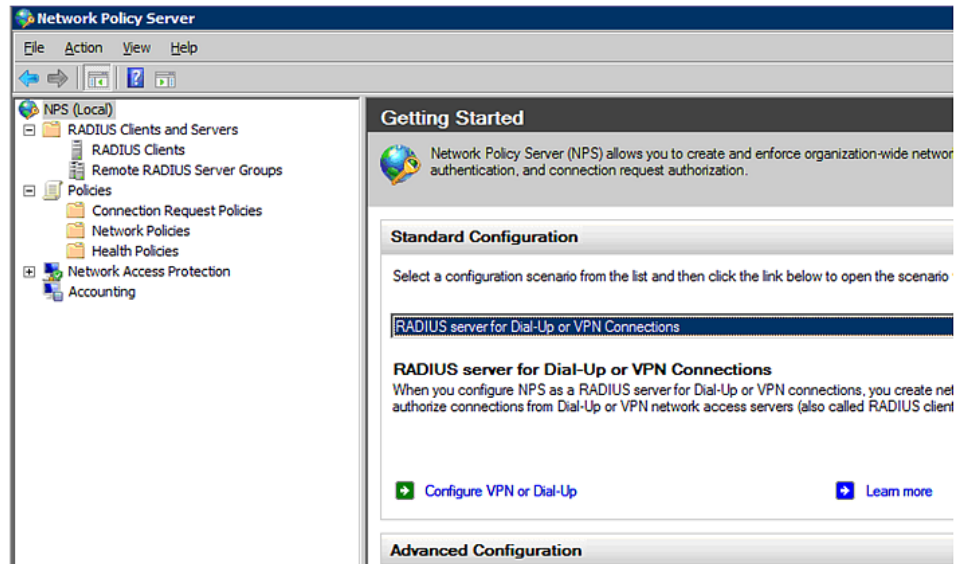 Network Policy Server
File Action View Help
NPS (Local)
RADIUS Clients and Servers
RADIUS Clients
Remote RADIUS Server Groups
Policies
Connection Request Policies
Network Policies
Health Policies
Network Access Protection
Accounting
Getting Started
Network Policy Server (NPS) allows you to create and enforce organization-wide networ
authentication, and connection request authorization.
Standard Configuration
Select a configuration scenario from the list and then click the link below to open the scenario
RADIUS server for Dial-Up or VPN Connections
RADIUS server for Dial-Up or VPN Connections
When you configure NPS as a RADIUS server for Dial-Up or VPN connections, you create net
authorize connections from Dial-Up or VPN network access servers (also called RADIUS client
Configure VPN or Dial-Up Learn more
Advanced Configuration